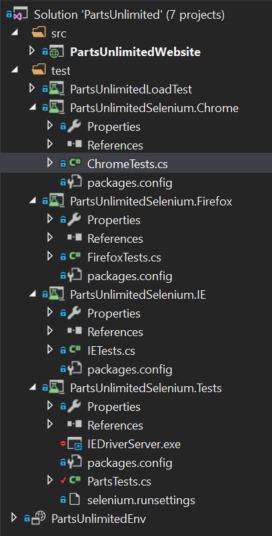 Solution 'PartsUnlimited' (7 projects)
src
PartsUnlimitedWebsite
test
PartsUnlimitedLoadTest
PartsUnlimitedSelenium.Chrome
Properties
References
ChromeTests.cs
packages.config
PartsUnlimitedSelenium.Firefox
Properties
References
FirefoxTests.cs
packages.config
PartsUnlimitedSelenium.IE
Properties
References
IETests.cs
packages.config
PartsUnlimitedSelenium.Tests
Properties
References
IEDriverServer.exe
packages.config
PartsTests.cs
selenium.runsettings
PartsUnlimitedEnv